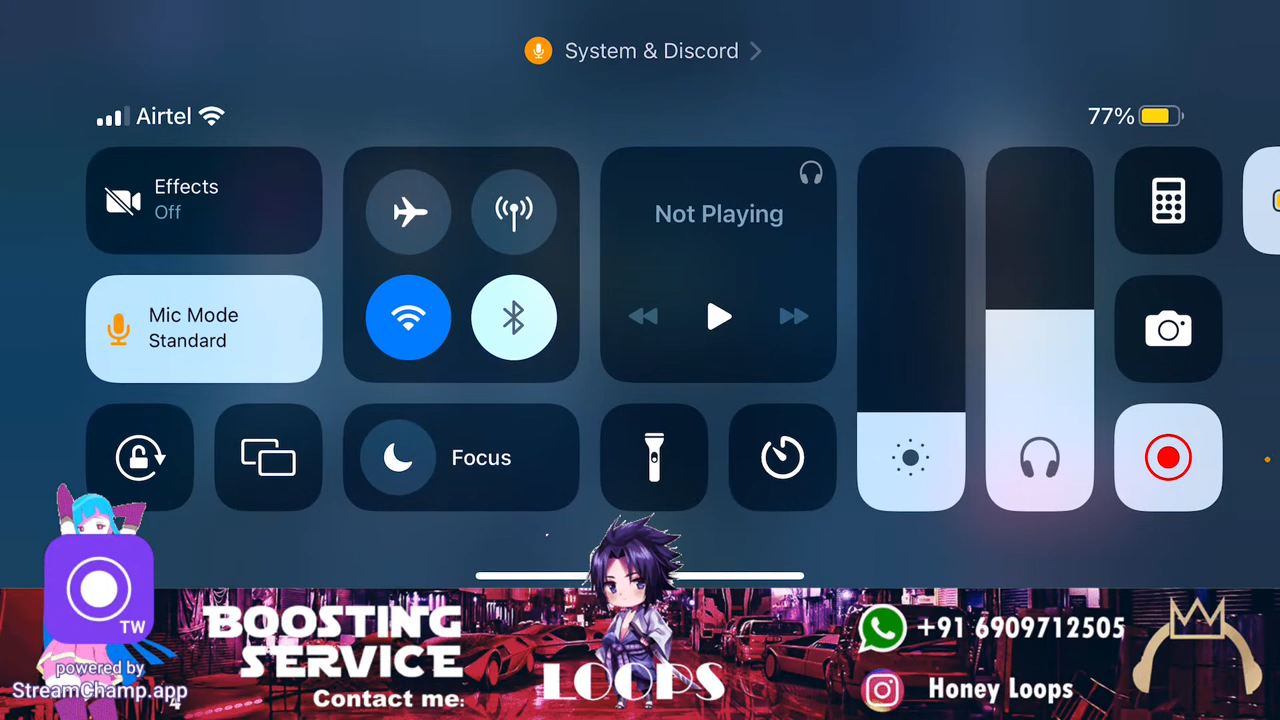 System & Discord
Airtel
77%
Effects
Off
Not Playing
Mic Mode
Standard
Focus
TW
powered by
StreamChamp.app
BOOSTING
SERVICE
Contact me:
LOOPS
+91 6909712505
Honey Loops